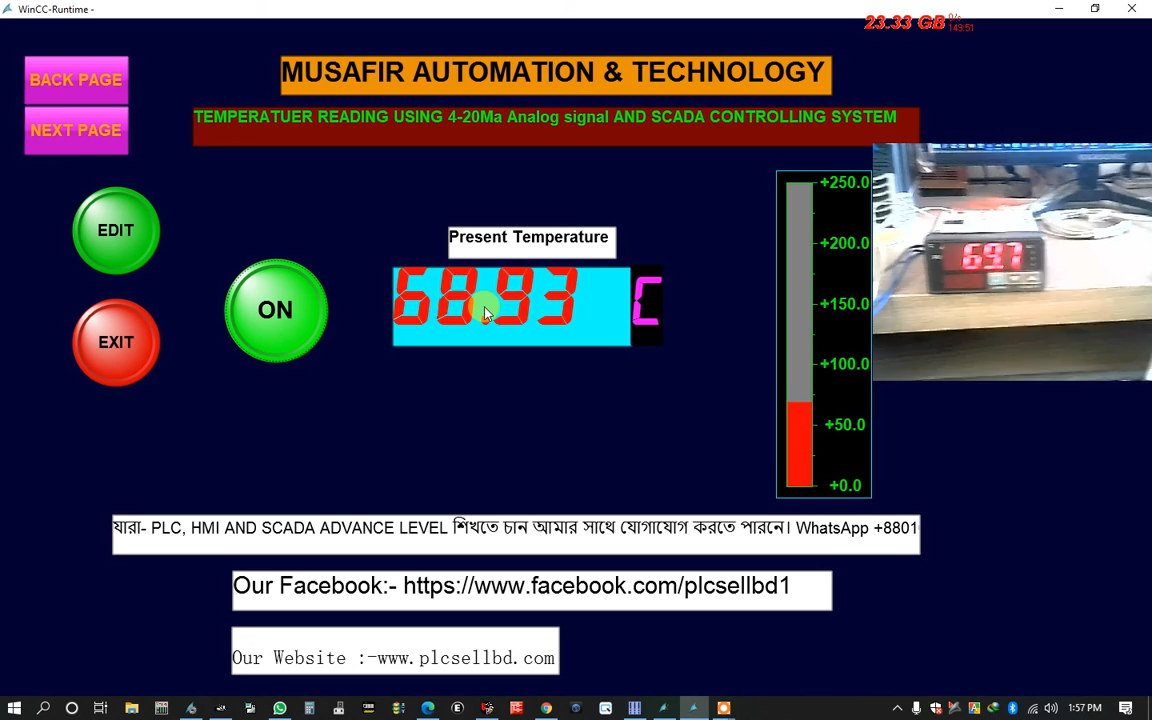 WinCC-Runtime -
23.33 GB
BACK PAGE
MUSAFIR AUTOMATION & TECHNOLOGY
NEXT PAGE
TEMPERATUER READING USING 4-20Ma Analog signal AND SCADA CONTROLLING SYSTEM
EDIT
EXIT
ON
Present Temperature
68.93 C
+250.0
+200.0
+150.0
+100.0
+50.0
+0.0
69.7
যারা- PLC, HMI AND SCADA ADVANCE LEVEL শিখতে চান আমার সাথে যোগাযোগ করতে পারনে। WhatsApp +8801
Our Facebook:- https://www.facebook.com/plcsellbd1
Our Website :-www.plcsellbd.com
1:57 PM